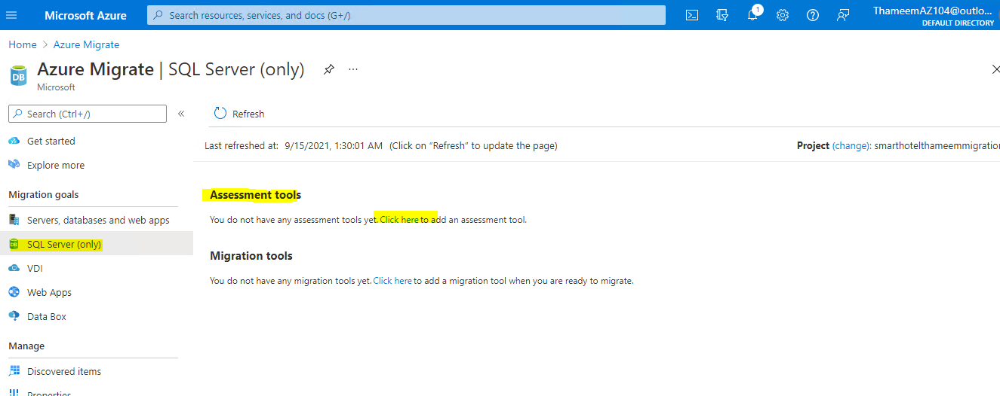 Microsoft Azure
Search resources, services, and docs (G+/)
1
ThameemAZ104@outlo...
DEFAULT DIRECTORY
Home > Azure Migrate
DB
Azure Migrate | SQL Server (only)
...
Microsoft
Search (Ctrl+/)
«
Refresh
Get started
Last refreshed at: 9/15/2021, 1:30:01 AM (Click on “Refresh” to update the page)
Project (change): smarthotelthameemmigration
Explore more
Migration goals
Assessment tools
Servers, databases and web apps
You do not have any assessment tools yet. Click here to add an assessment tool.
DB
SQL Server (only)
Migration tools
VDI
You do not have any migration tools yet. Click here to add a migration tool when you are ready to migrate.
Web Apps
Data Box
Manage
Discovered items
Properties